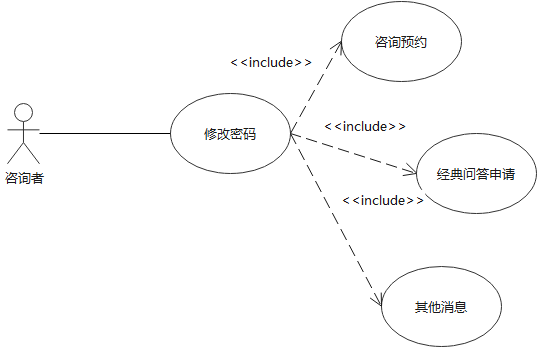 咨询预约
<<include>>
<<include>>
修改密码
经典问答申请
咨询者
<<include>>
其他消息